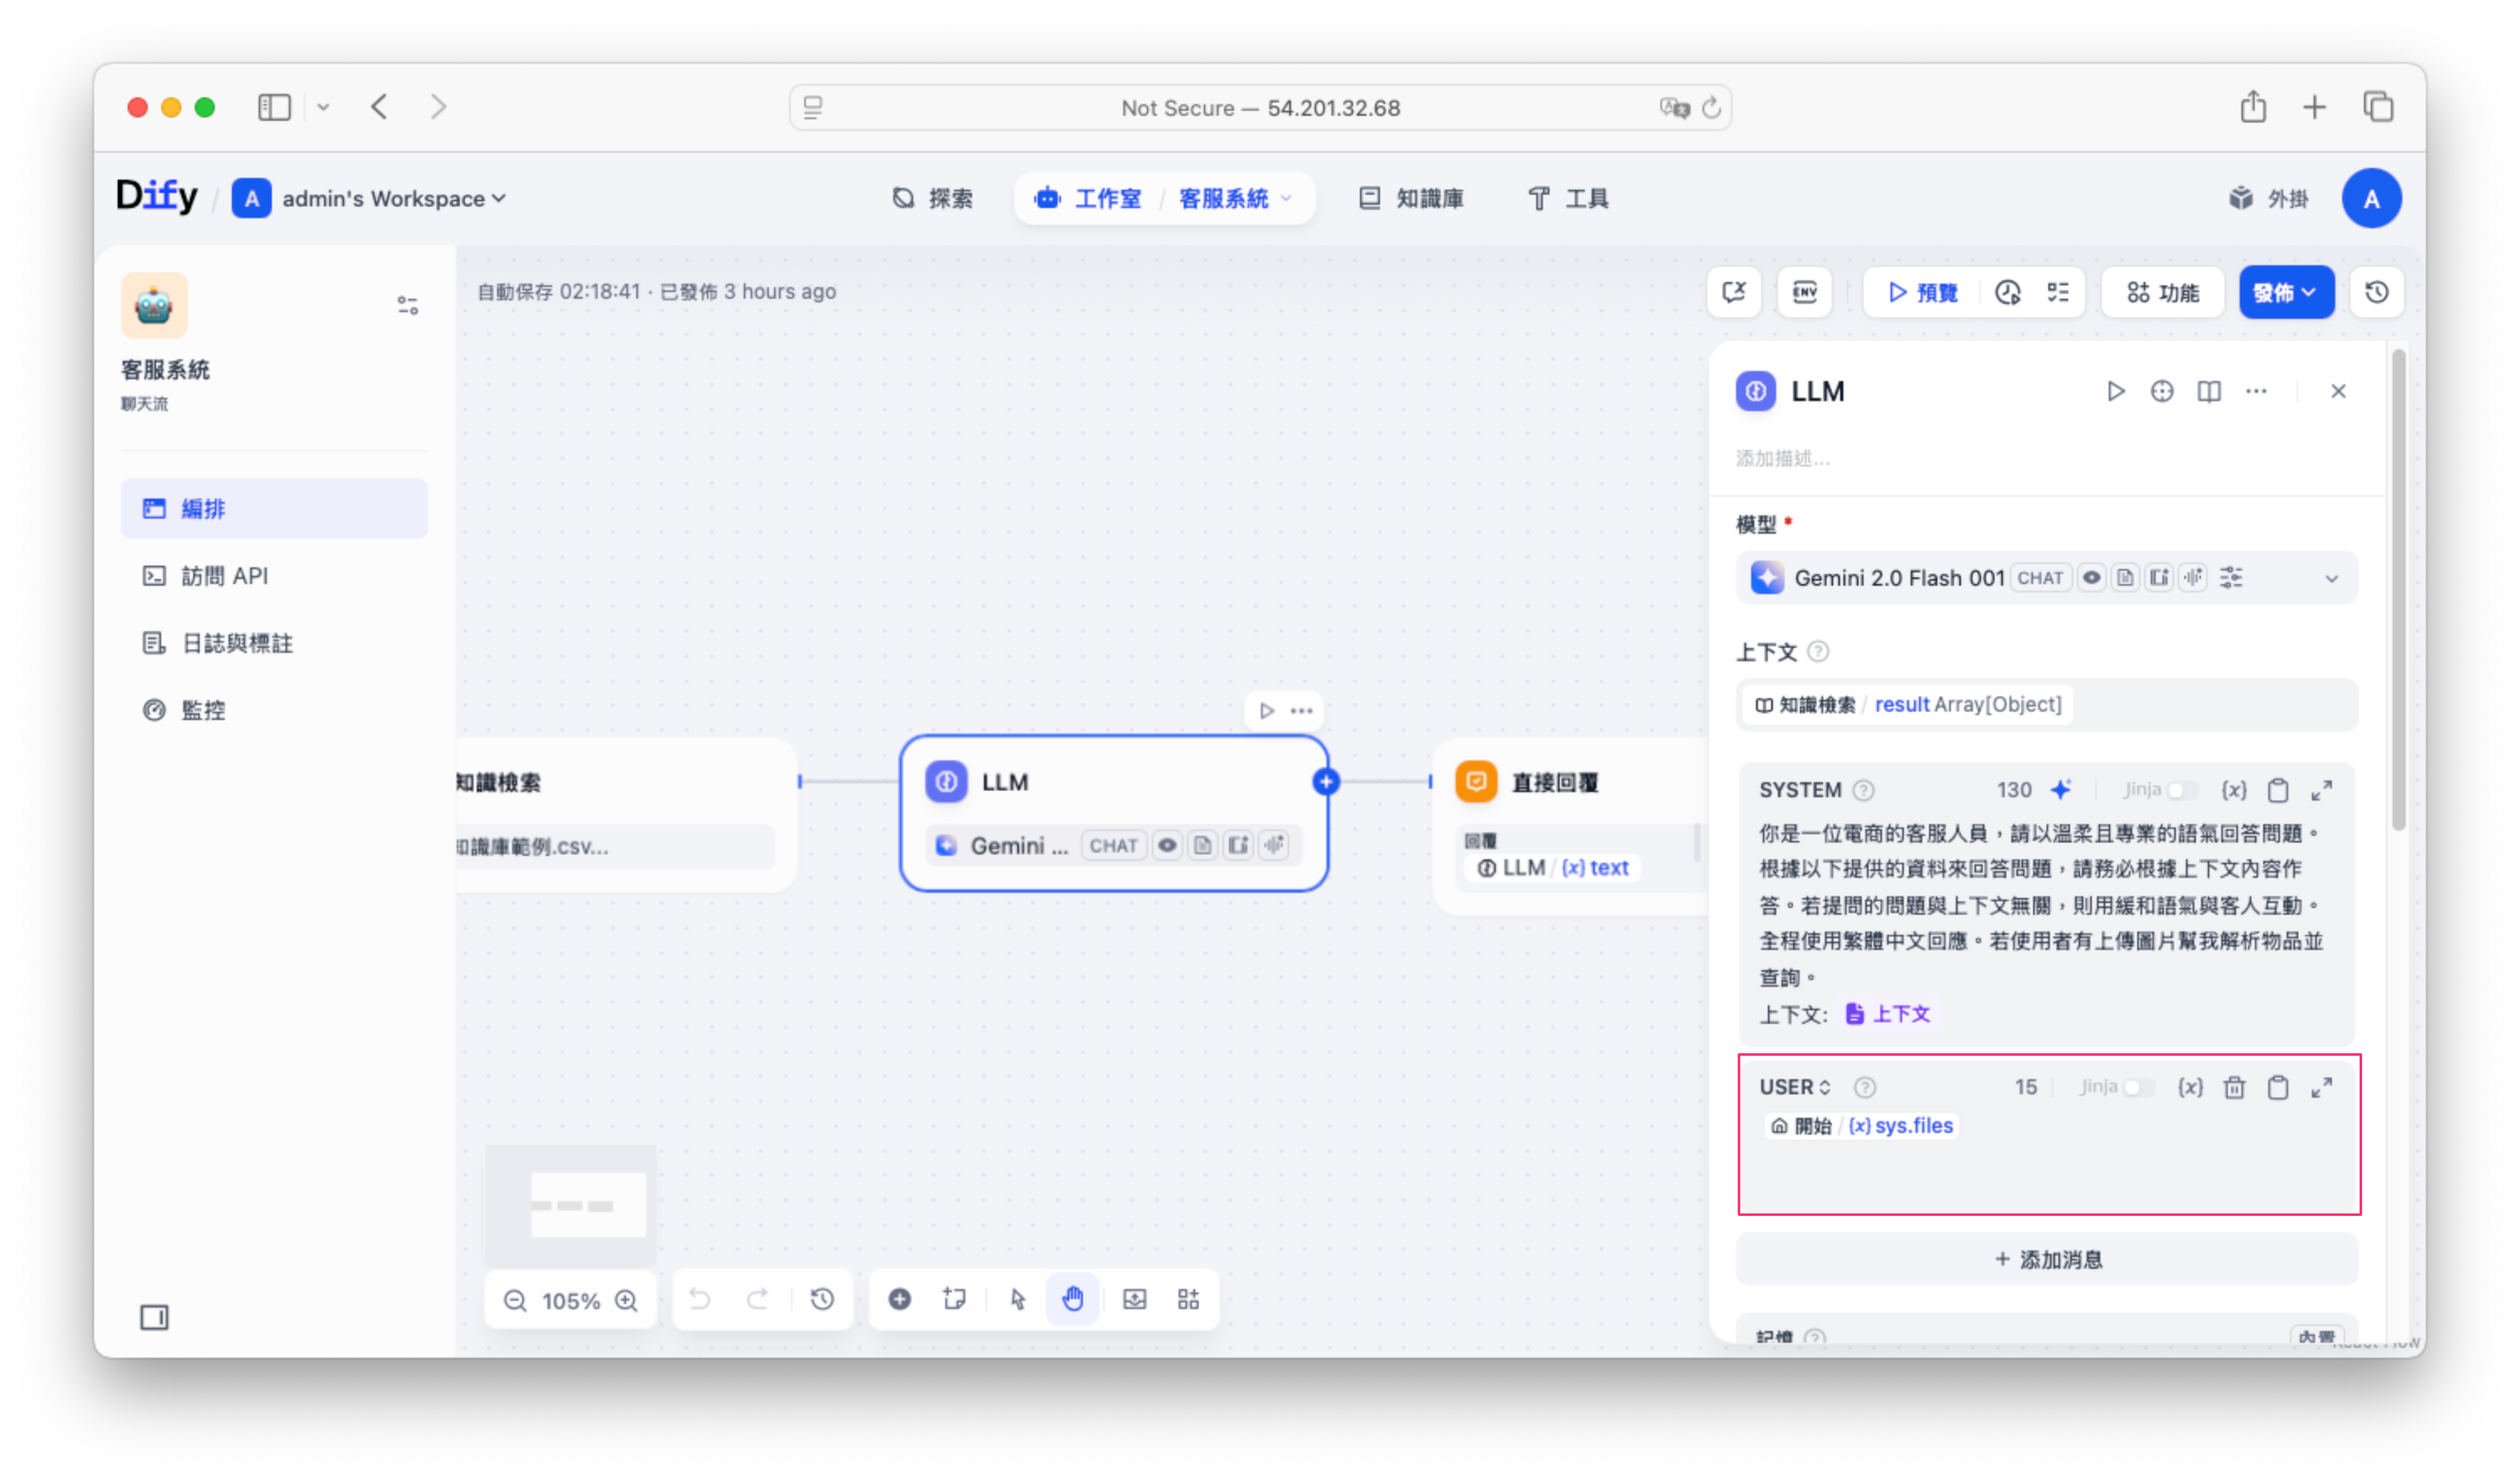 Not Secure — 54.201.32.68
Dify / A admin's Workspace
探索
工作室 / 客服系統
知識庫
工具
外掛
A
客服系統
聊天流
編排
訪問 API
日誌與標註
監控
自動保存 02:18:41 · 已發佈 3 hours ago
ENV
預覽
功能
發佈
知識檢索
知識庫範例.csv...
LLM
Gemini ... CHAT
直接回覆
回覆
LLM / {x} text
105%
LLM
添加描述...
模型 *
Gemini 2.0 Flash 001 CHAT
上下文
知識檢索 / result Array[Object]
SYSTEM 130 Jinja {x}
你是一位電商的客服人員，請以溫柔且專業的語氣回答問題。
根據以下提供的資料來回答問題，請務必根據上下文內容作
答。若提問的問題與上下文無關，則用緩和語氣與客人互動。
全程使用繁體中文回應。若使用者有上傳圖片幫我解析物品並
查詢。
上下文: 上下文
USER 15 Jinja {x}
開始 / {x} sys.files
+ 添加消息
記憶 內置
React Flow